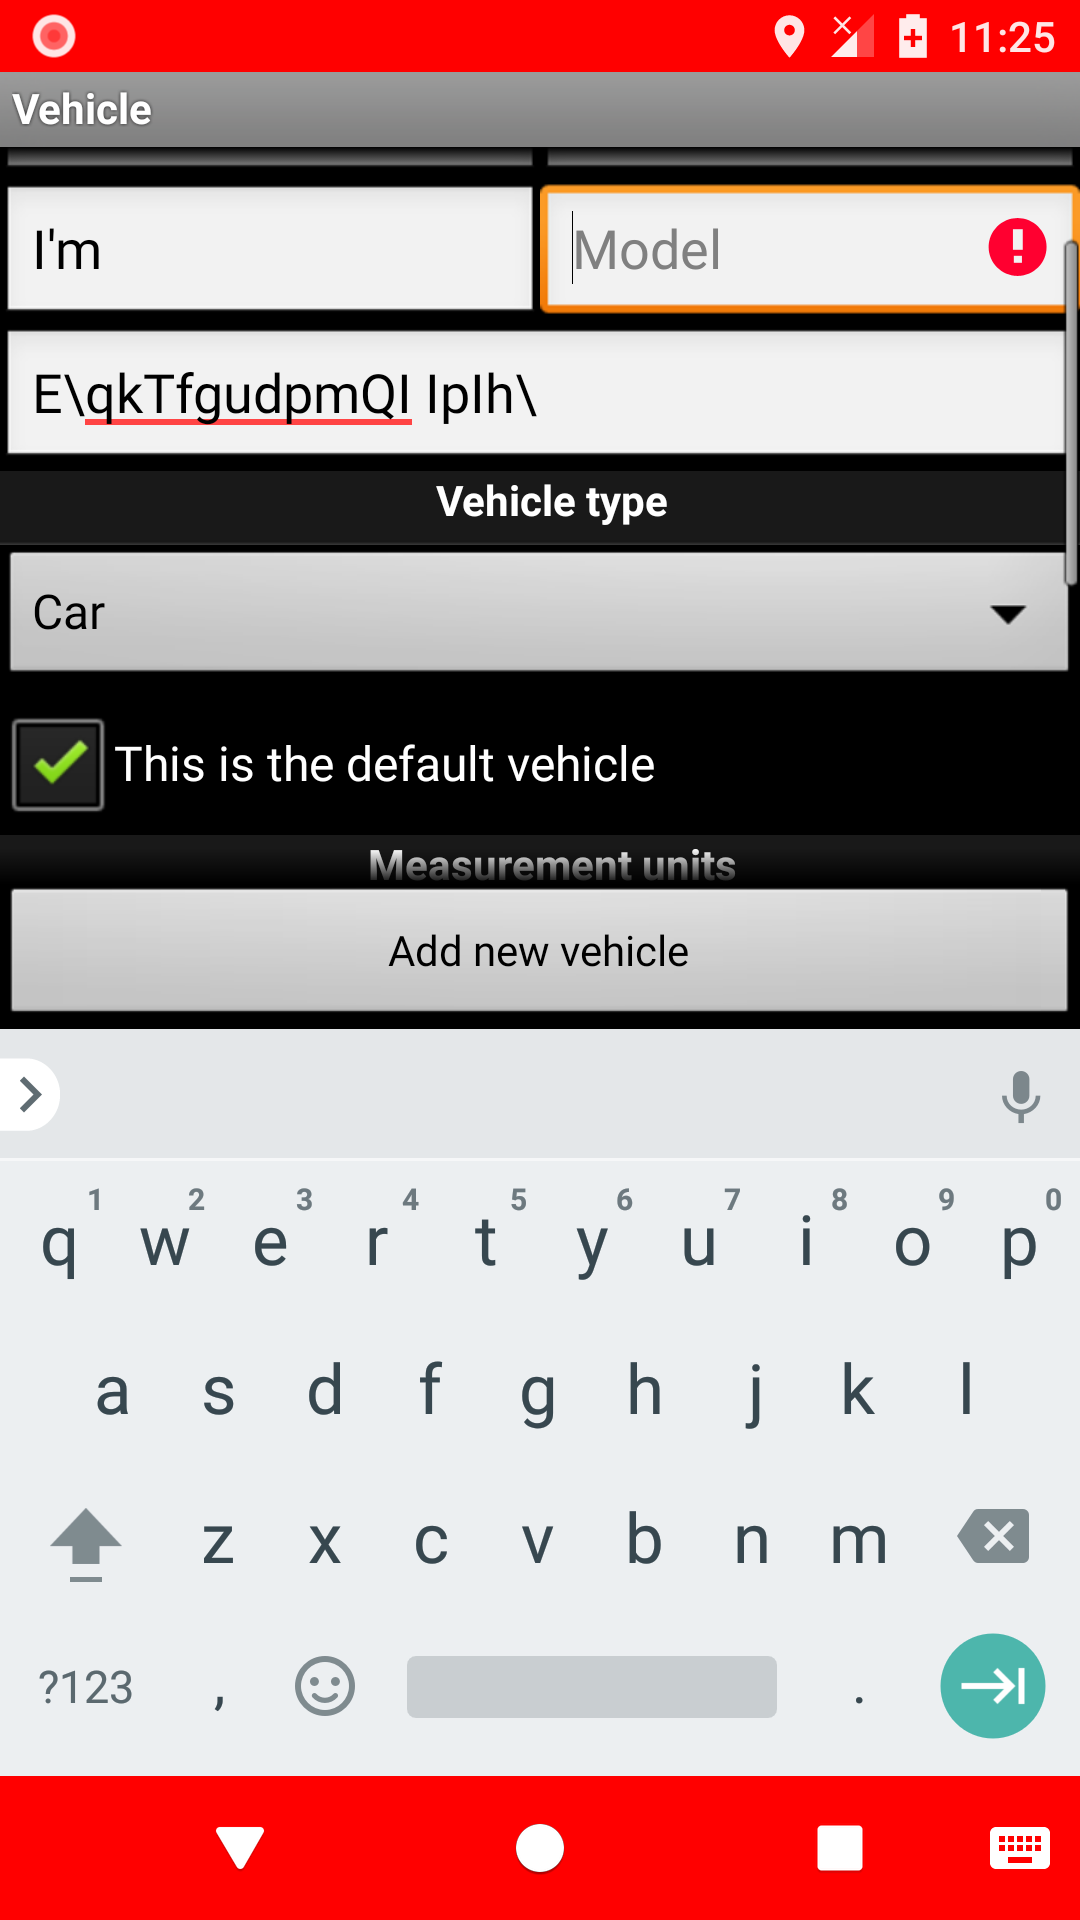 11:25
Vehicle
I'm
Model
E\qkTfgudpmQI IpIh\
Vehicle type
Car
This is the default vehicle
Measurement units
Add new vehicle
1 2 3 4 5 6 7 8 9 0
q w e r t y u i o p
a s d f g h j k l
z x c v b n m
?123 , .